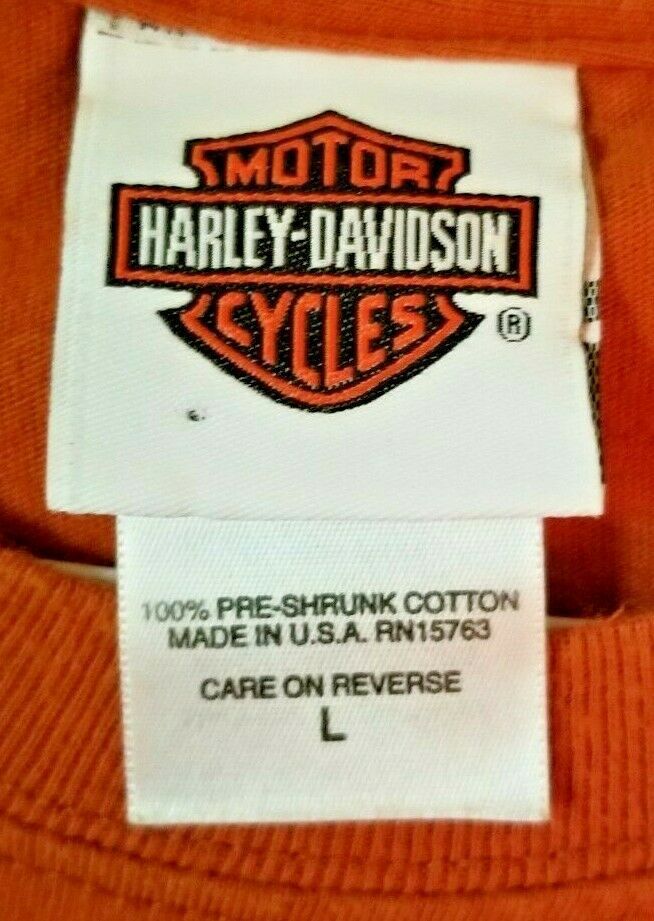 MOTOR
HARLEY-DAVIDSON
CYCLES
®
100% PRE-SHRUNK COTTON
MADE IN U.S.A. RN15763
CARE ON REVERSE
L